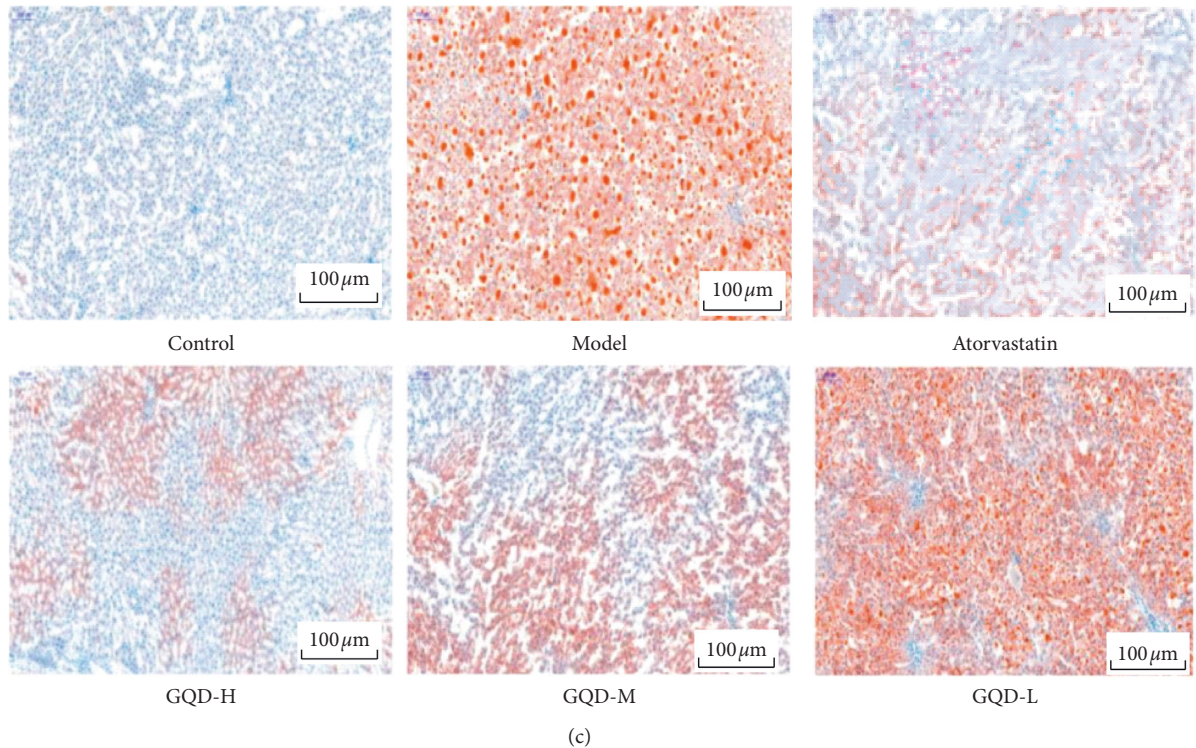 100 µm
100 µm
100 µm
Control
Model
Atorvastatin
100 µm
100 µm
100 µm
GQD-H
GQD-M
GQD-L
(c)